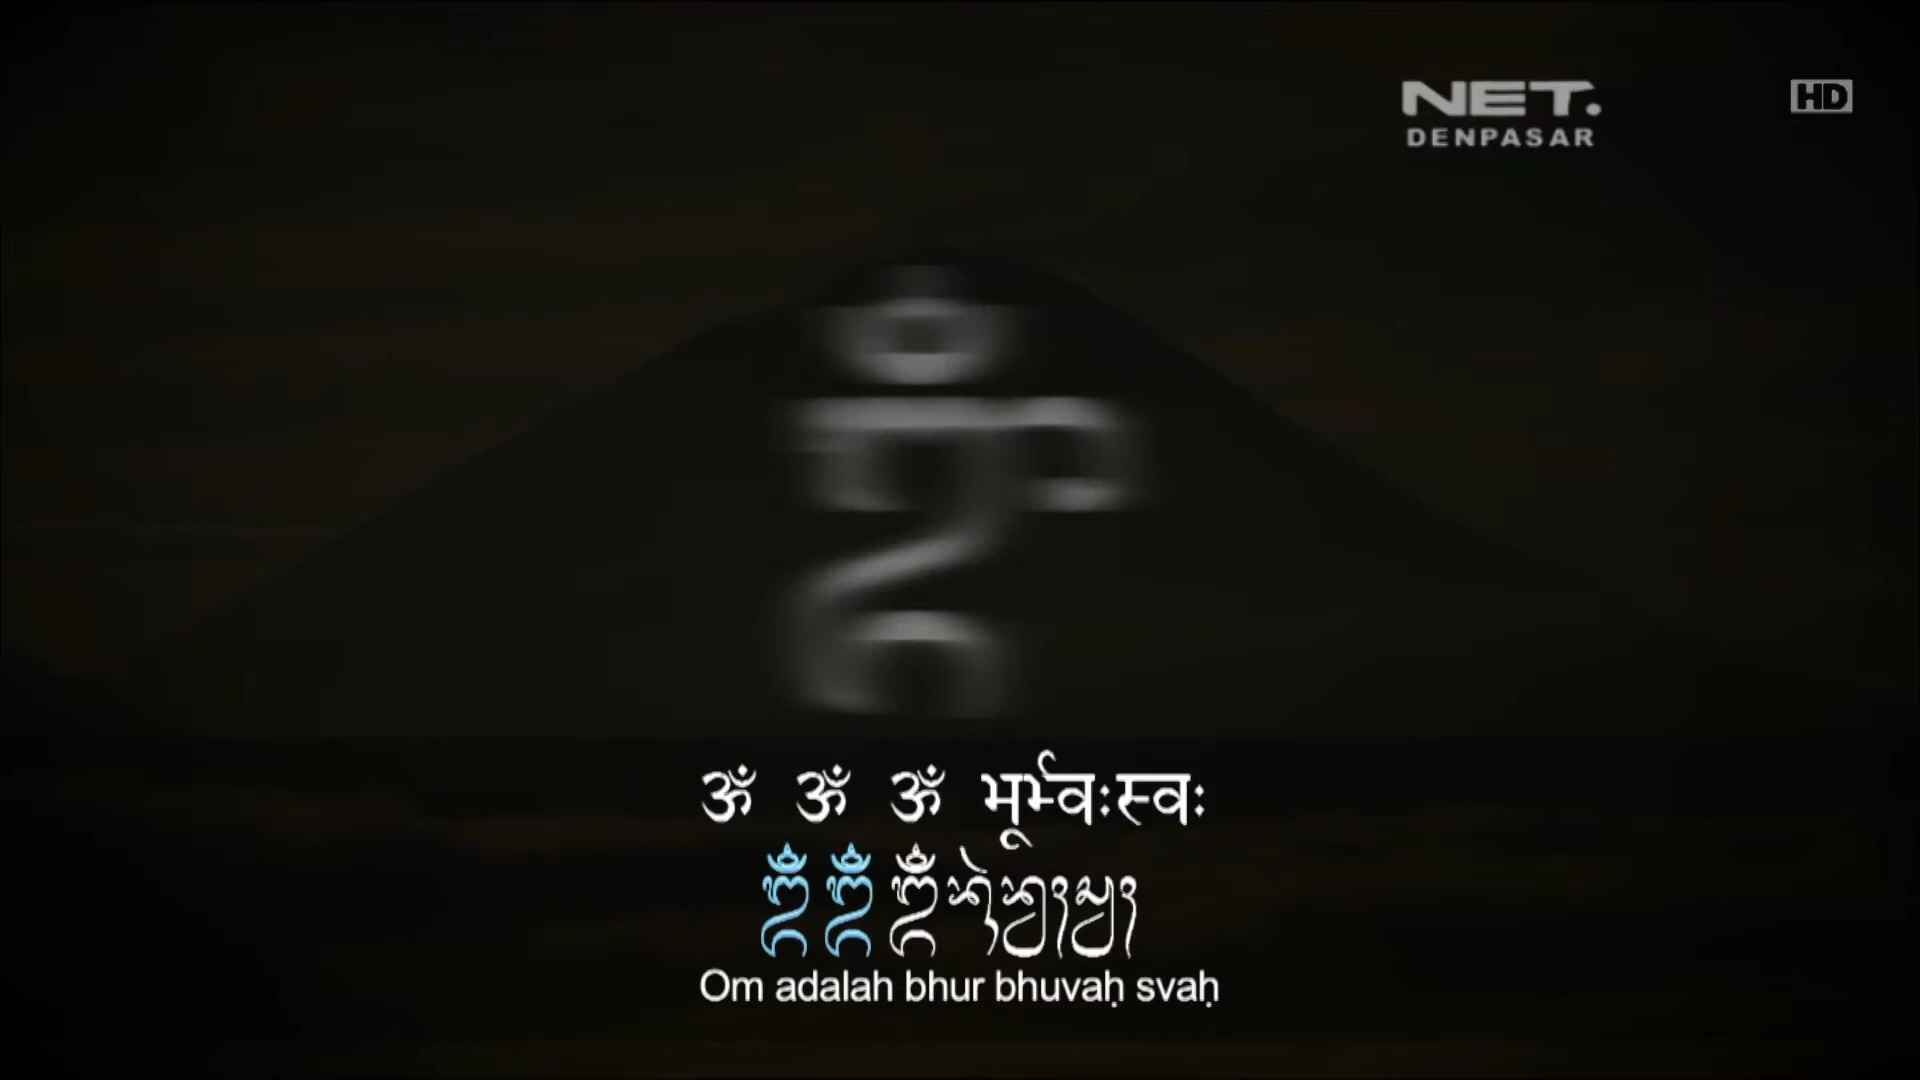 NET.
DENPASAR
HD
ॐ ॐ ॐ भूर्भ्वःस्वः
ᬒᬁ ᬒᬁ ᬒᬁ ᬪᬹᬃᬪ᭄ᬯᬄᬲ᭄ᬯᬄ
Om adalah bhur bhuvaḥ svaḥ